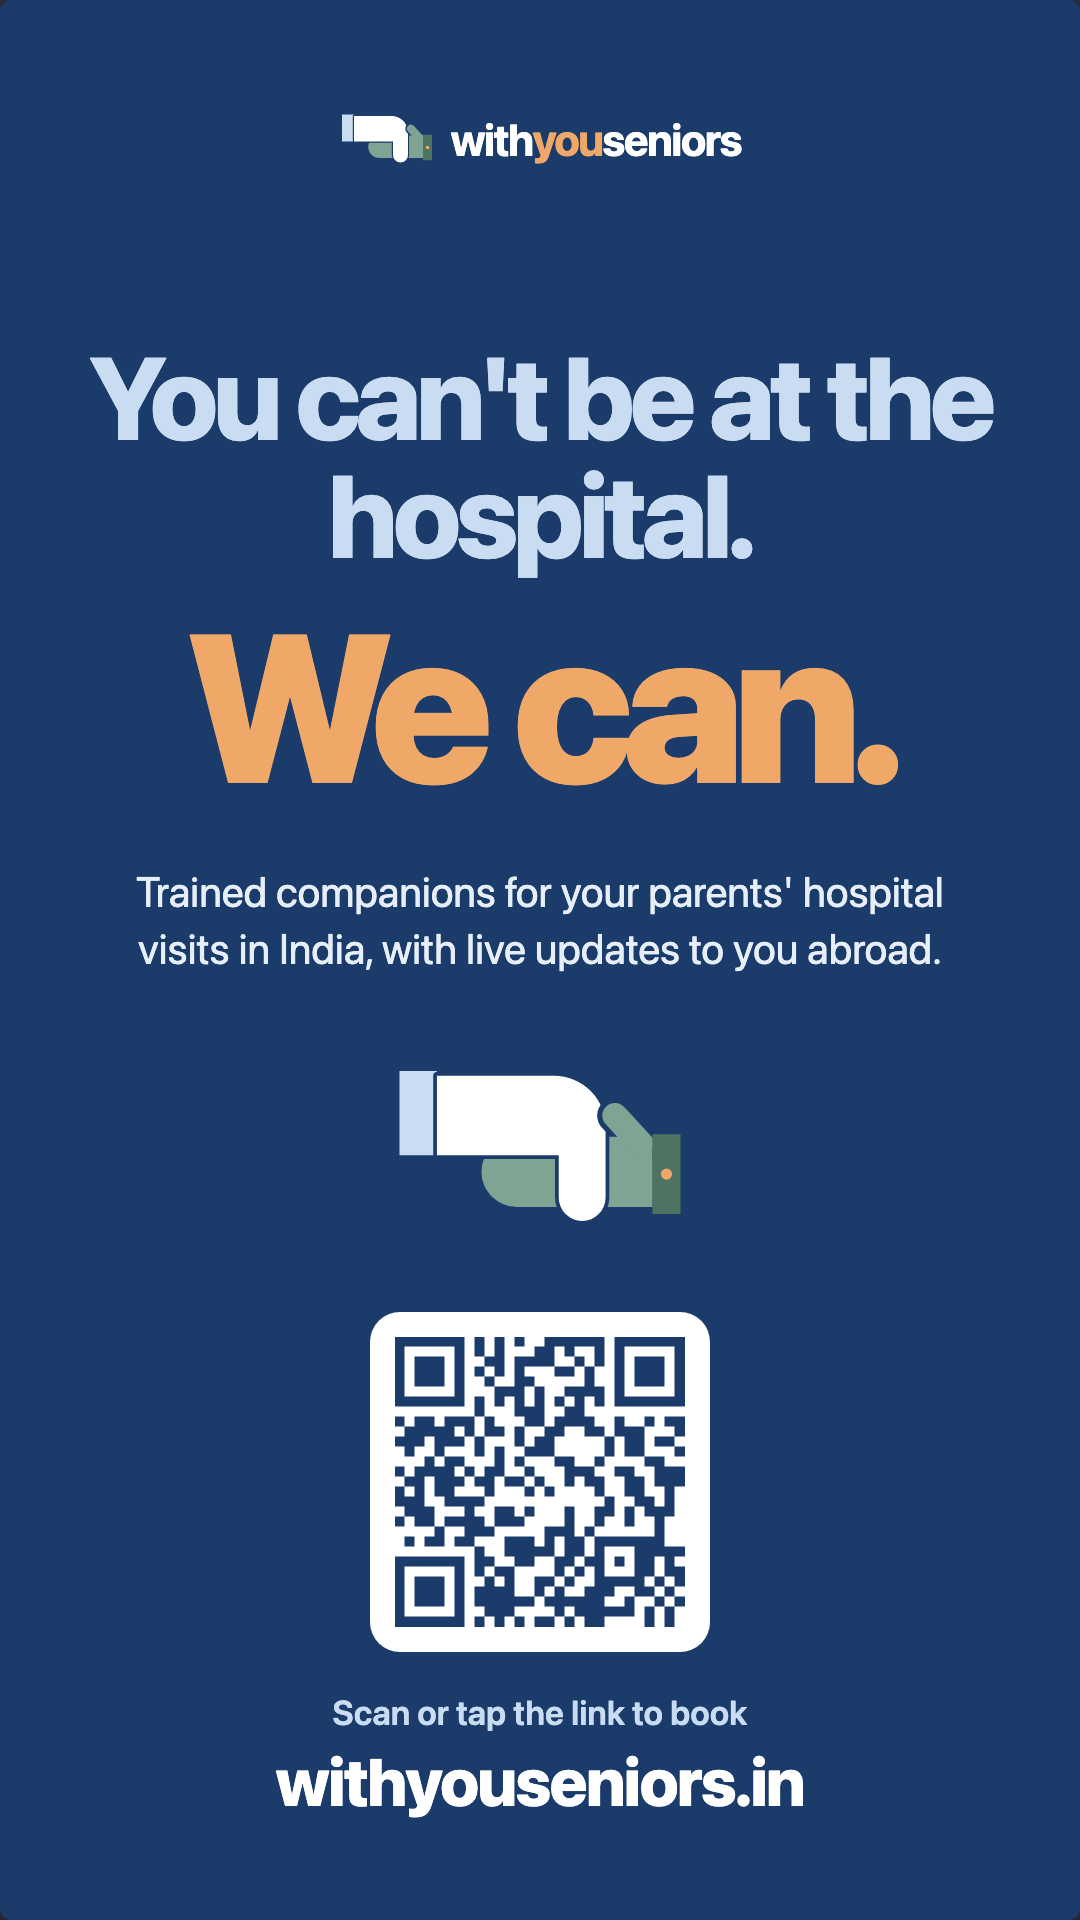 withyouseniors
You can't be at the
hospital.
We can.
Trained companions for your parents' hospital
visits in India, with live updates to you abroad.
Scan or tap the link to book
withyouseniors.in